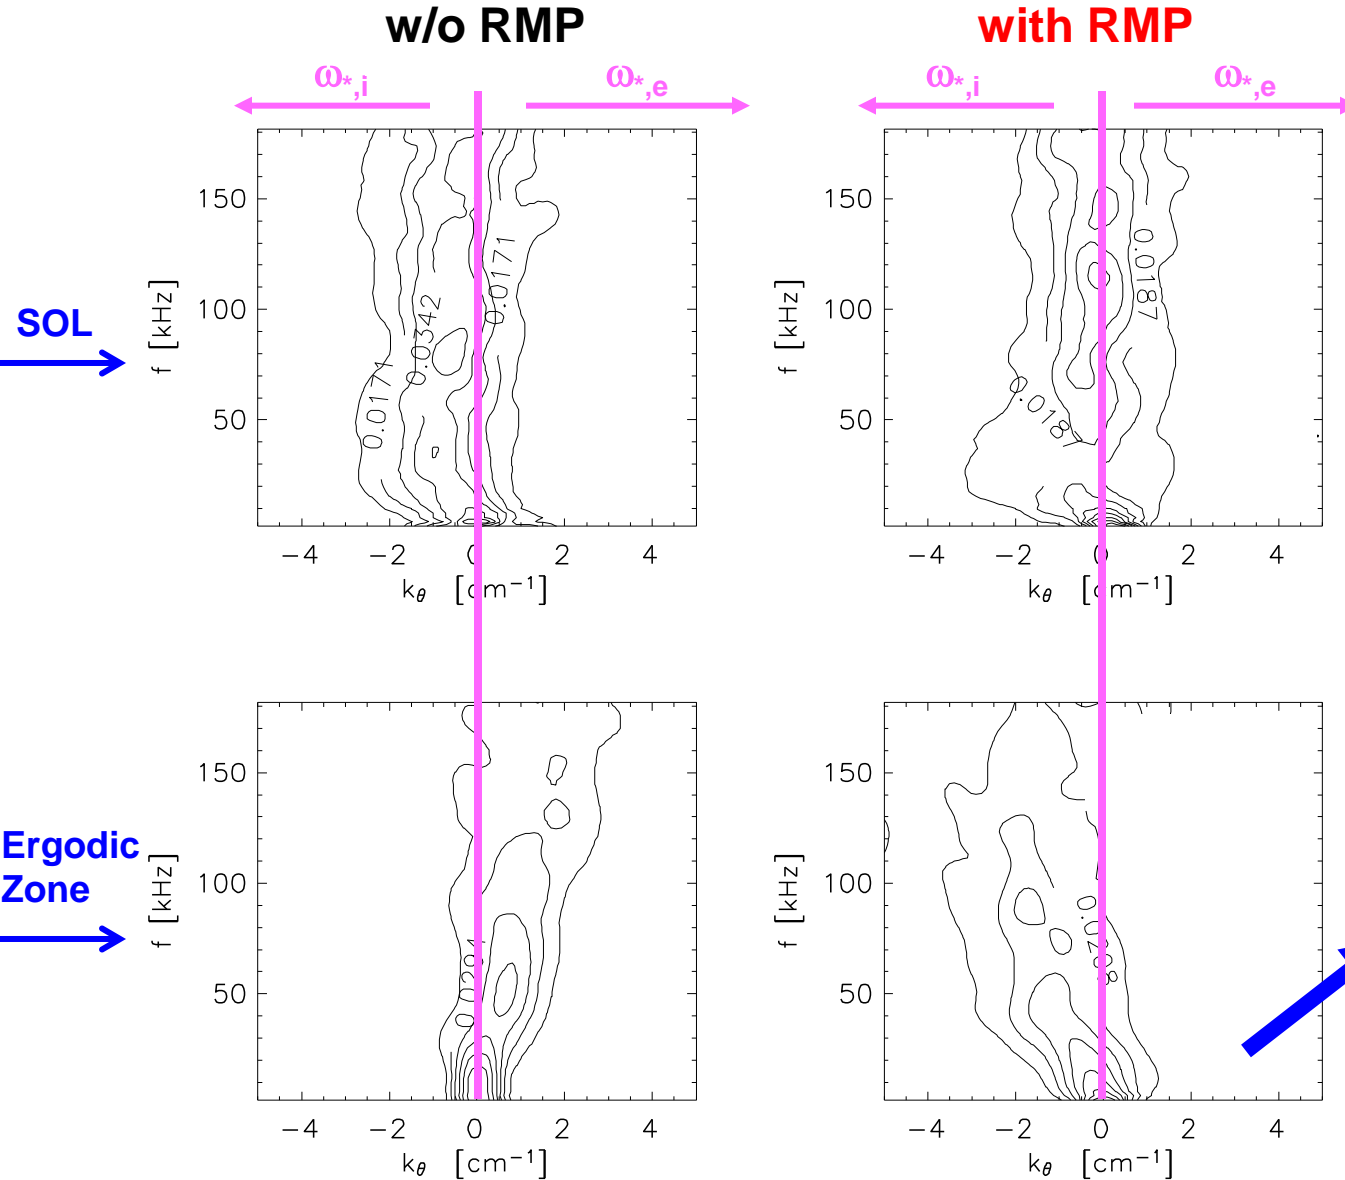 w/o RMP
with RMP
ω*,i
ω*,e
ω*,i
ω*,e
SOL
f [kHz]
150
100
50
0.0171
0.0342
0.0171
−4 −2 0 2 4
kθ [cm−1]
f [kHz]
150
100
50
0.0187
0.018
−4 −2 0 2 4
kθ [cm−1]
Ergodic
Zone
f [kHz]
150
100
50
−4 −2 0 2 4
kθ [cm−1]
f [kHz]
150
100
50
−4 −2 0 2 4
kθ [cm−1]